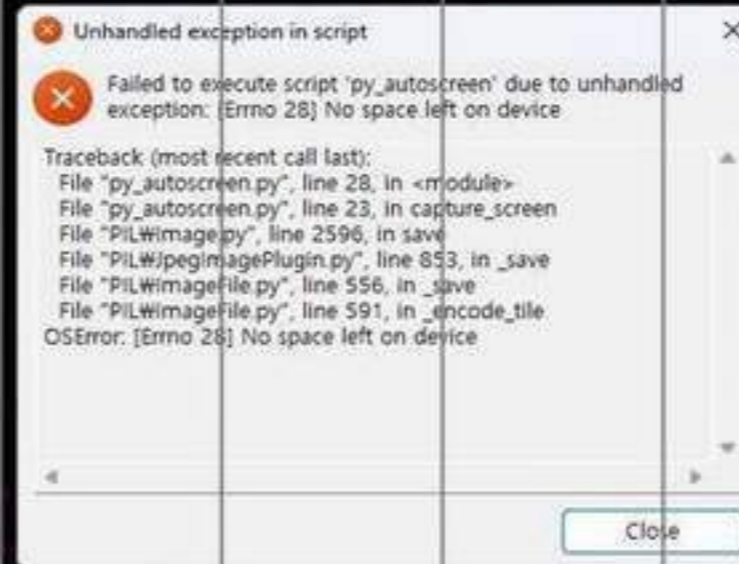 Unhandled exception in script
Failed to execute script 'py_autoscreen' due to unhandled
exception: [Errno 28] No space left on device
Traceback (most recent call last):
File "py_autoscreen.py", line 28, in <module>
File "py_autoscreen.py", line 23, in capture_screen
File "PIL₩Image.py", line 2596, in save
File "PIL₩JpegImagePlugin.py", line 853, in _save
File "PIL₩ImageFile.py", line 556, in _save
File "PIL₩ImageFile.py", line 591, in _encode_tile
OSError: [Errno 28] No space left on device
Close